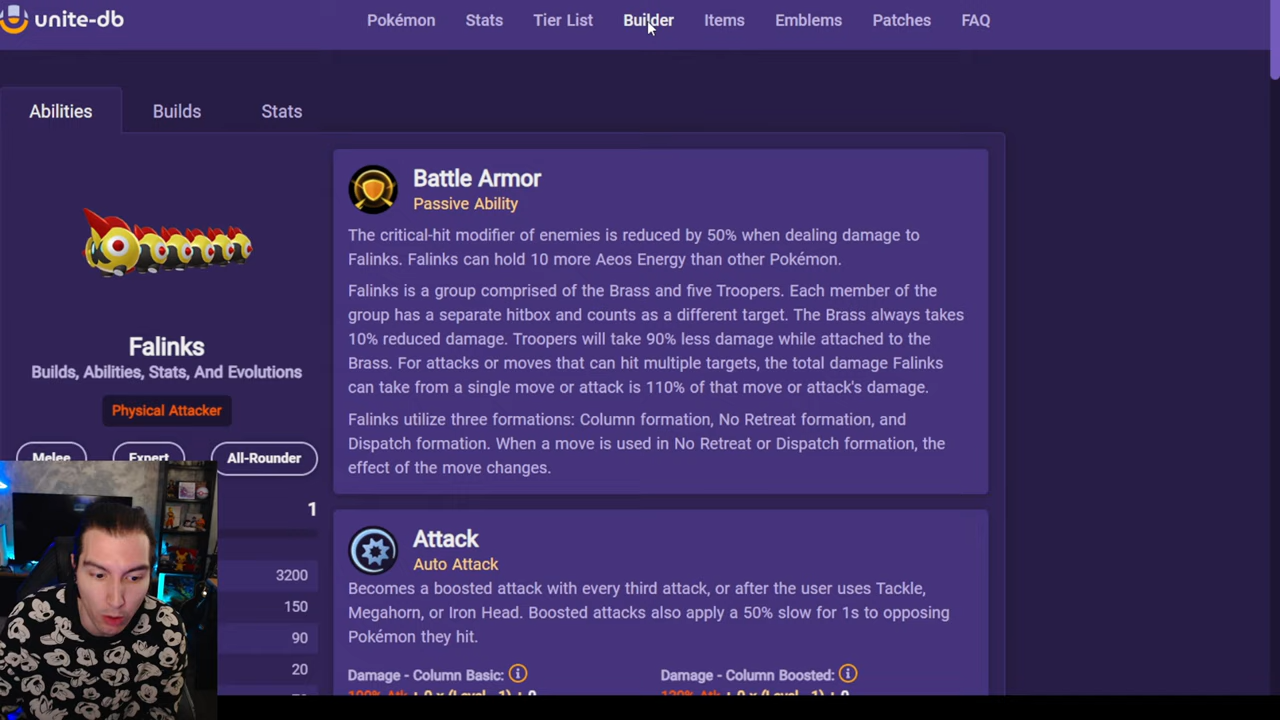 unite-db
Pokémon
Stats
Tier List
Builder
Items
Emblems
Patches
FAQ
Abilities
Builds
Stats
Falinks
Builds, Abilities, Stats, And Evolutions
Physical Attacker
Melee
Expert
All-Rounder
1
3200
150
90
20
Battle Armor
Passive Ability
The critical-hit modifier of enemies is reduced by 50% when dealing damage to
Falinks. Falinks can hold 10 more Aeos Energy than other Pokémon.
Falinks is a group comprised of the Brass and five Troopers. Each member of the
group has a separate hitbox and counts as a different target. The Brass always takes
10% reduced damage. Troopers will take 90% less damage while attached to the
Brass. For attacks or moves that can hit multiple targets, the total damage Falinks
can take from a single move or attack is 110% of that move or attack's damage.
Falinks utilize three formations: Column formation, No Retreat formation, and
Dispatch formation. When a move is used in No Retreat or Dispatch formation, the
effect of the move changes.
Attack
Auto Attack
Becomes a boosted attack with every third attack, or after the user uses Tackle,
Megahorn, or Iron Head. Boosted attacks also apply a 50% slow for 1s to opposing
Pokémon they hit.
Damage - Column Basic:
Damage - Column Boosted: